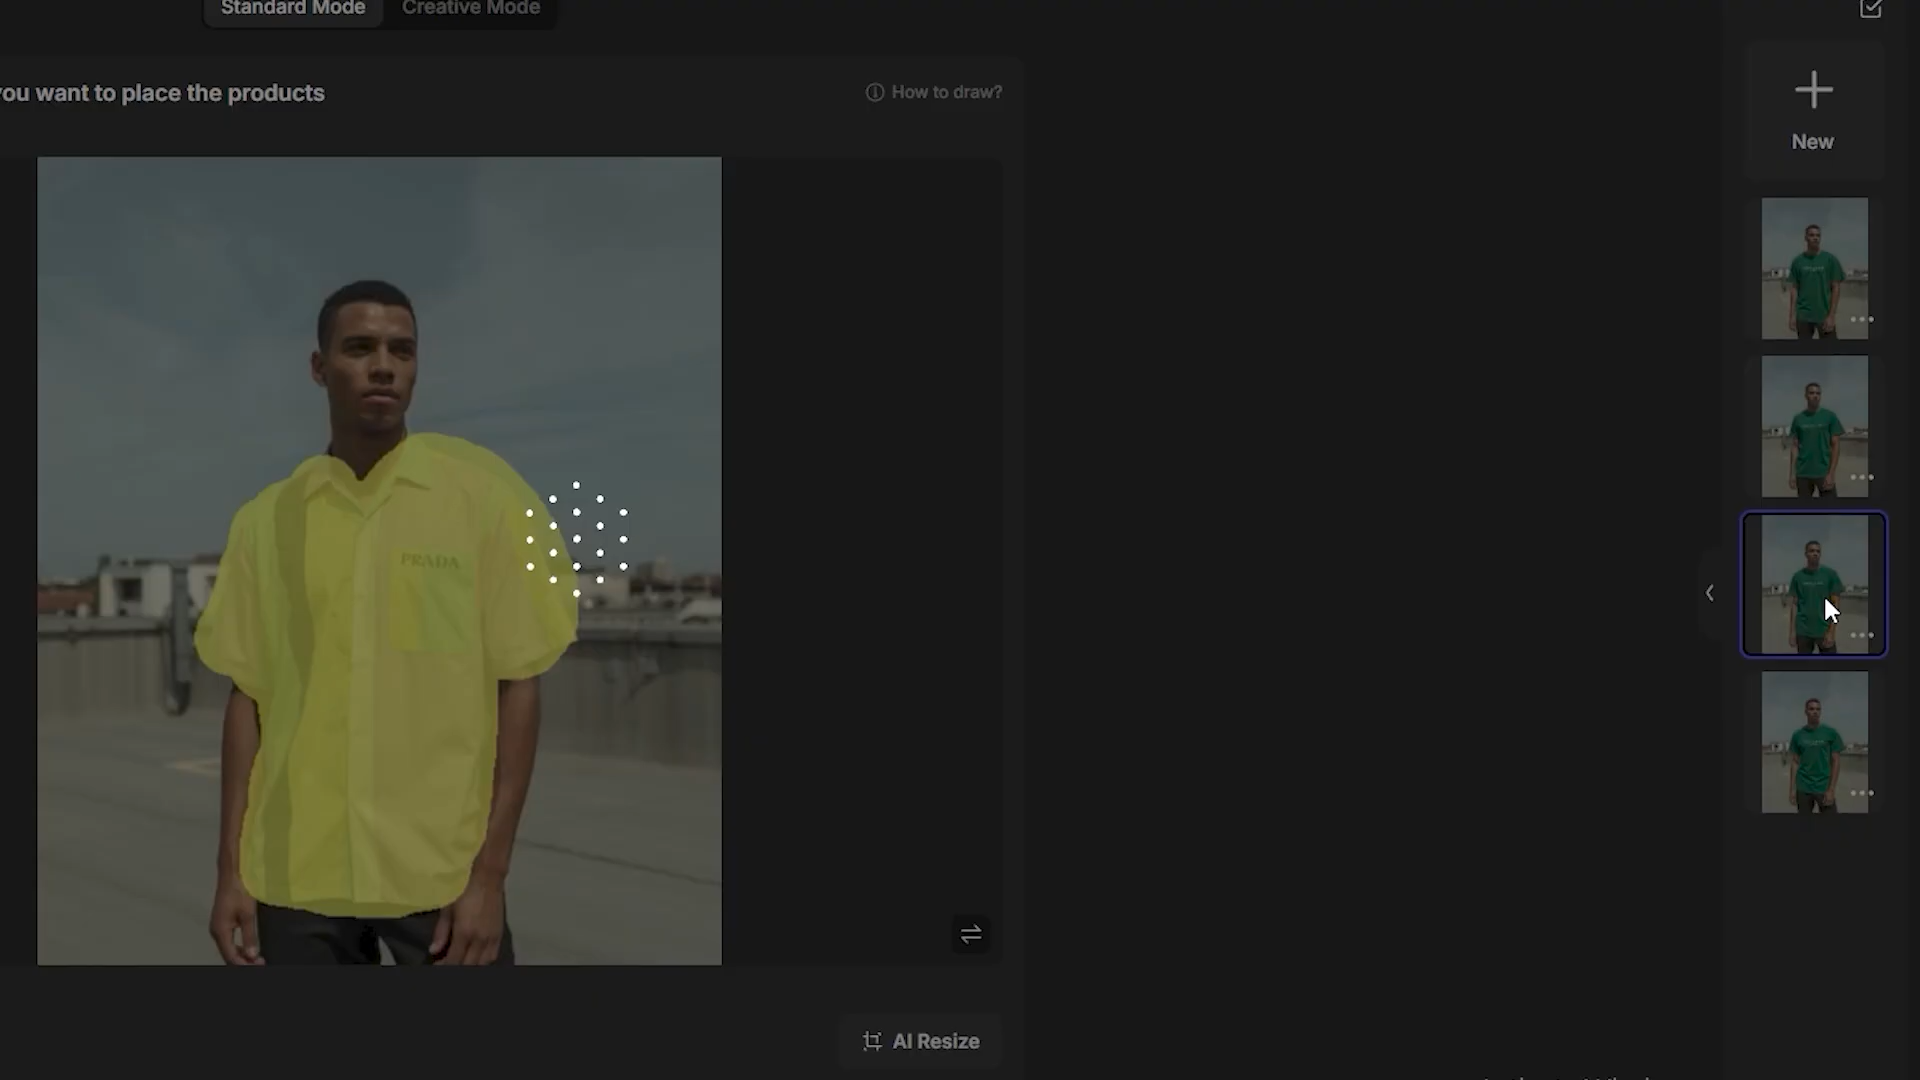 Standard Mode
Creative Mode
ou want to place the products
How to draw?
New
PRADA
AI Resize